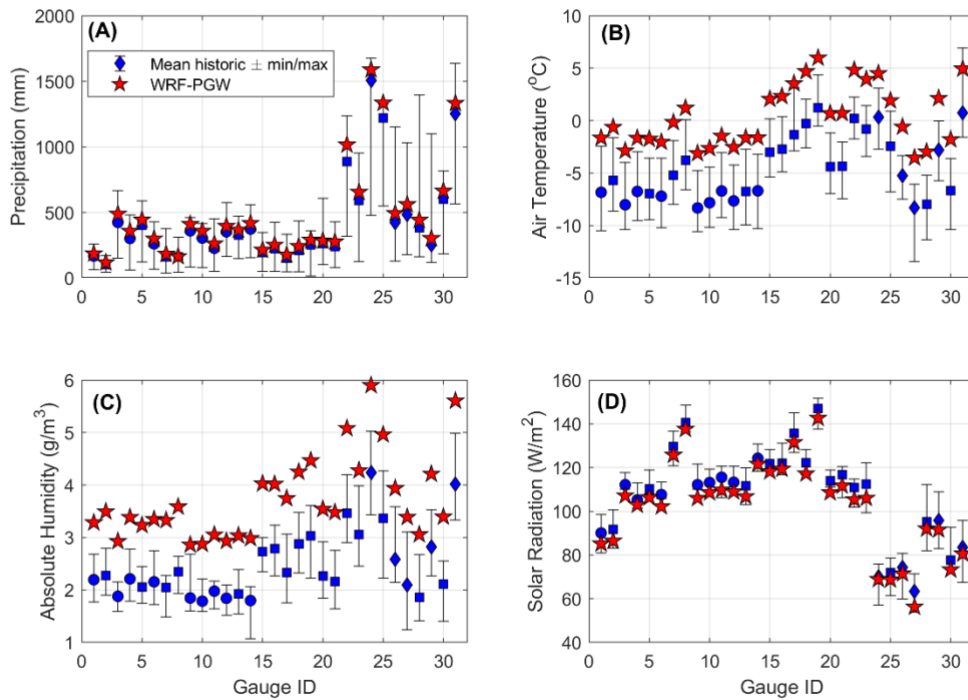 2000
(A)
1500
1000
500
0
Precipitation (mm)
Mean historic ± min/max
WRF-PGW
0 5 10 15 20 25 30
10
(B)
5
0
-5
-10
-15
Air Temperature (°C)
0 5 10 15 20 25 30
6
(C)
5
4
3
2
1
Absolute Humidity (g/m³)
0 5 10 15 20 25 30
Gauge ID
160
(D)
140
120
100
80
60
40
Solar Radiation (W/m²)
0 5 10 15 20 25 30
Gauge ID